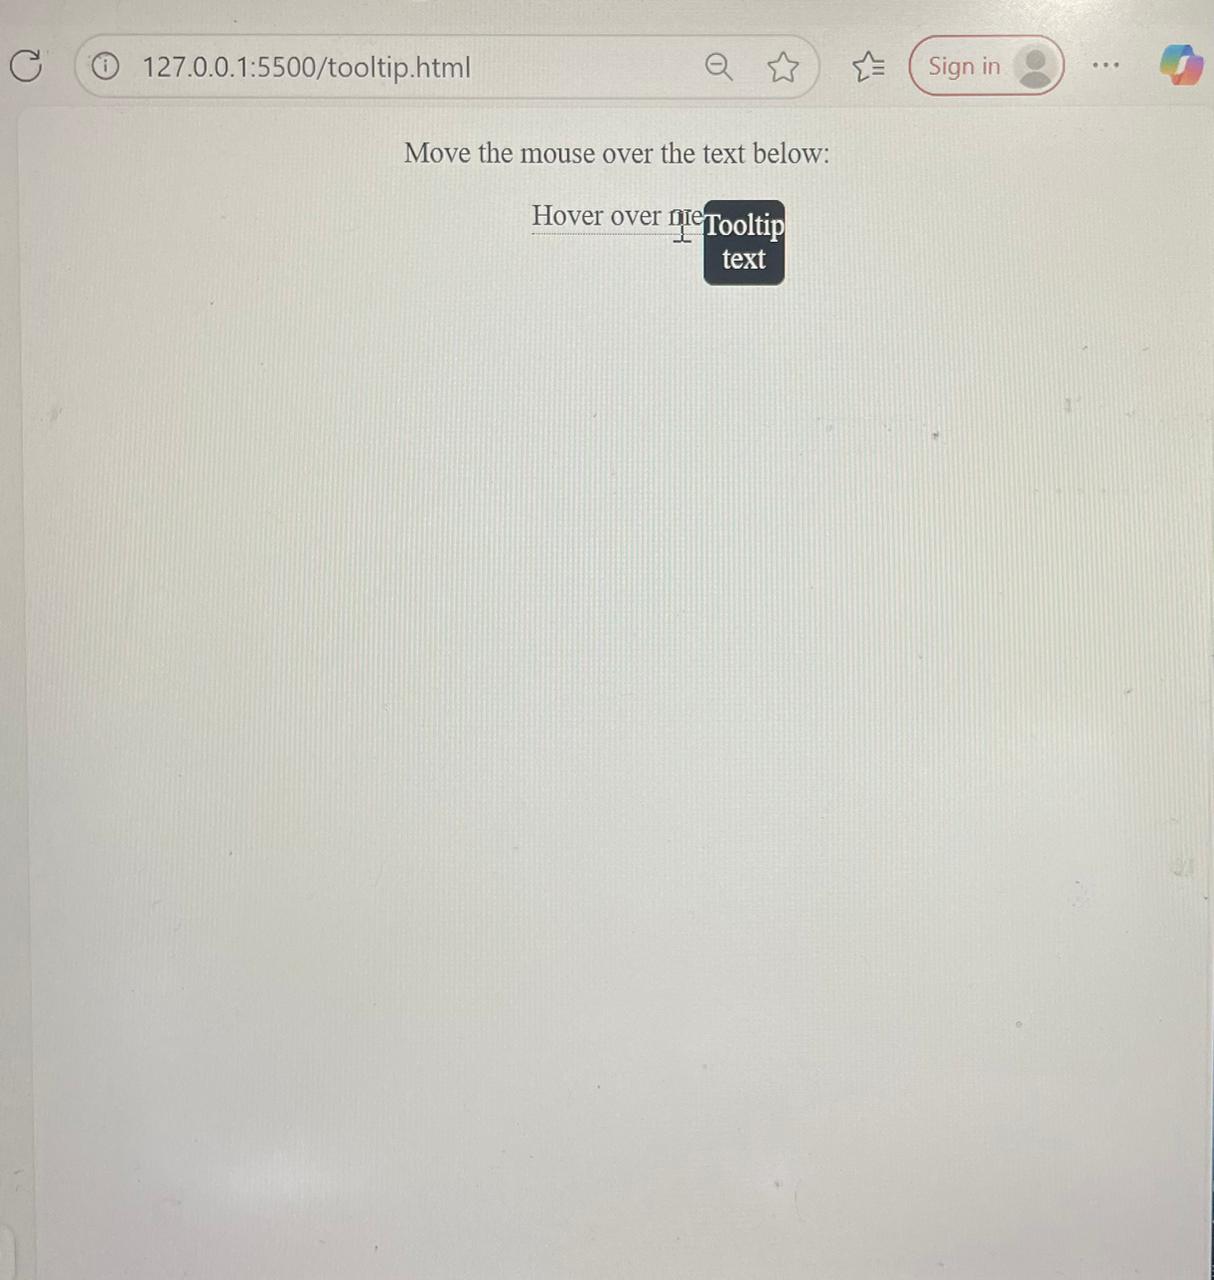 127.0.0.1:5500/tooltip.html
Sign in
Move the mouse over the text below:
Hover over me
Tooltip
text